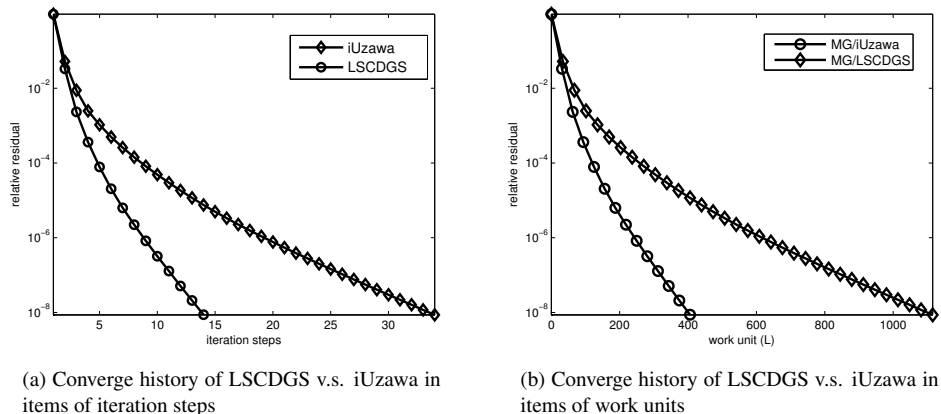 iUzawa
LSCDGS
relative residual
10^-2
10^-4
10^-6
10^-8
5 10 15 20 25 30
iteration steps
(a) Converge history of LSCDGS v.s. iUzawa in
items of iteration steps
MG/iUzawa
MG/LSCDGS
relative residual
10^-2
10^-4
10^-6
10^-8
0 200 400 600 800 1000
work unit (L)
(b) Converge history of LSCDGS v.s. iUzawa in
items of work units